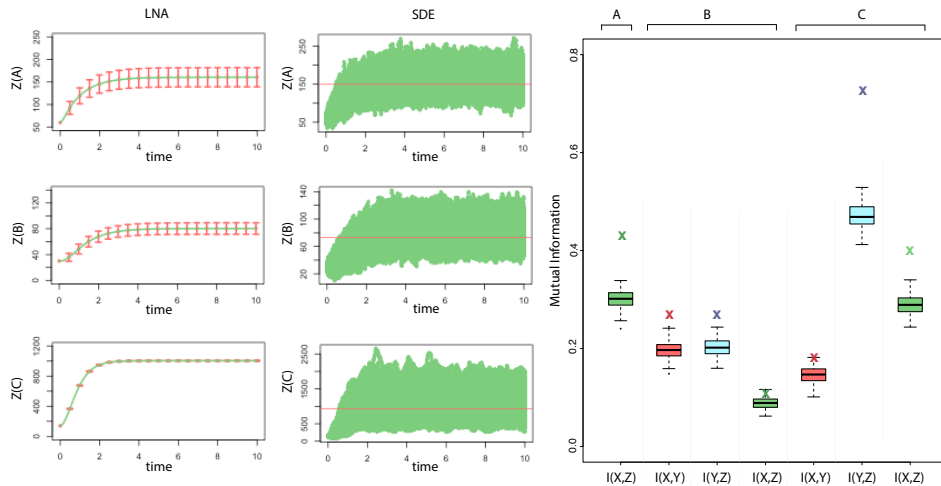 LNA
SDE
A
B
C
Z(A)
250
200
150
100
50
0
2
4
6
8
10
time
Z(A)
250
150
50
0
2
4
6
8
10
time
Z(B)
120
80
40
0
0
2
4
6
8
10
time
Z(B)
140
100
60
20
0
2
4
6
8
10
time
Z(C)
1200
800
400
0
0
2
4
6
8
10
time
Z(C)
2500
1500
500
0
0
2
4
6
8
10
time
Mutual Information
0.8
0.6
0.4
0.2
0.0
x
x
x
x
x
x
x
I(X,Z)
I(X,Y)
I(Y,Z)
I(X,Z)
I(X,Y)
I(Y,Z)
I(X,Z)